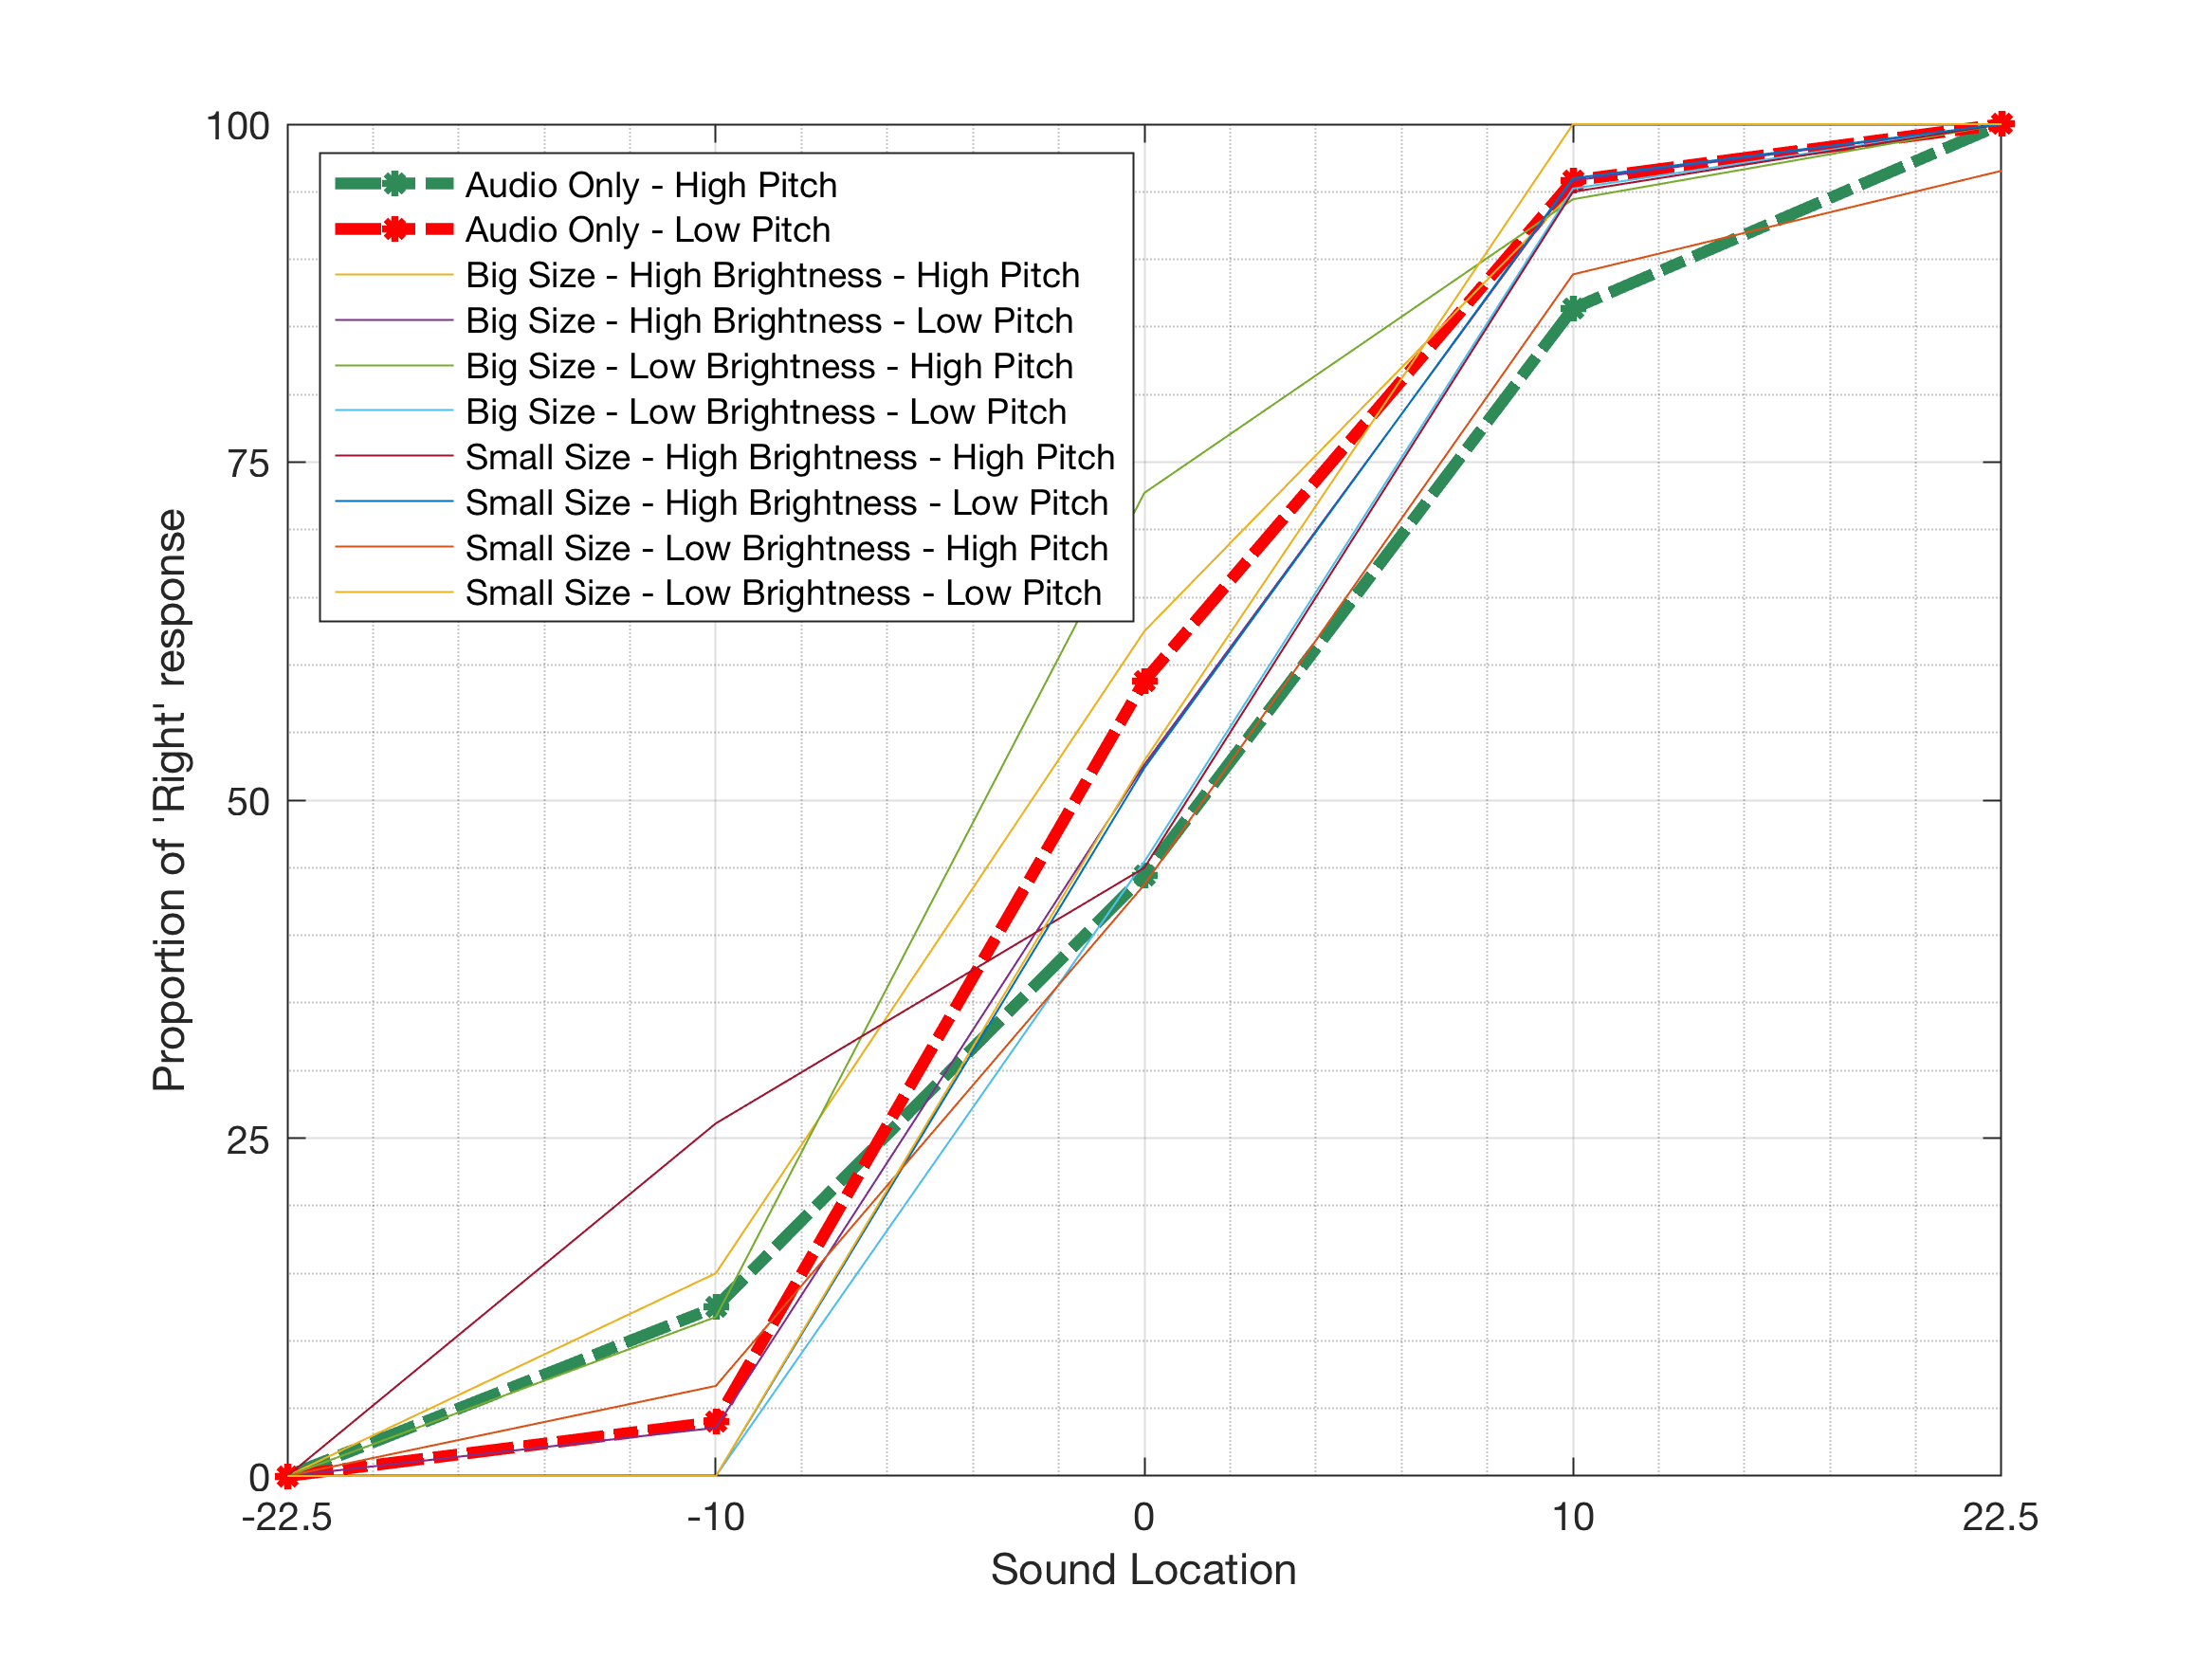 100
75
50
25
0
Proportion of 'Right' response
Audio Only - High Pitch
Audio Only - Low Pitch
Big Size - High Brightness - High Pitch
Big Size - High Brightness - Low Pitch
Big Size - Low Brightness - High Pitch
Big Size - Low Brightness - Low Pitch
Small Size - High Brightness - High Pitch
Small Size - High Brightness - Low Pitch
Small Size - Low Brightness - High Pitch
Small Size - Low Brightness - Low Pitch
-22.5 -10 0 10 22.5
Sound Location